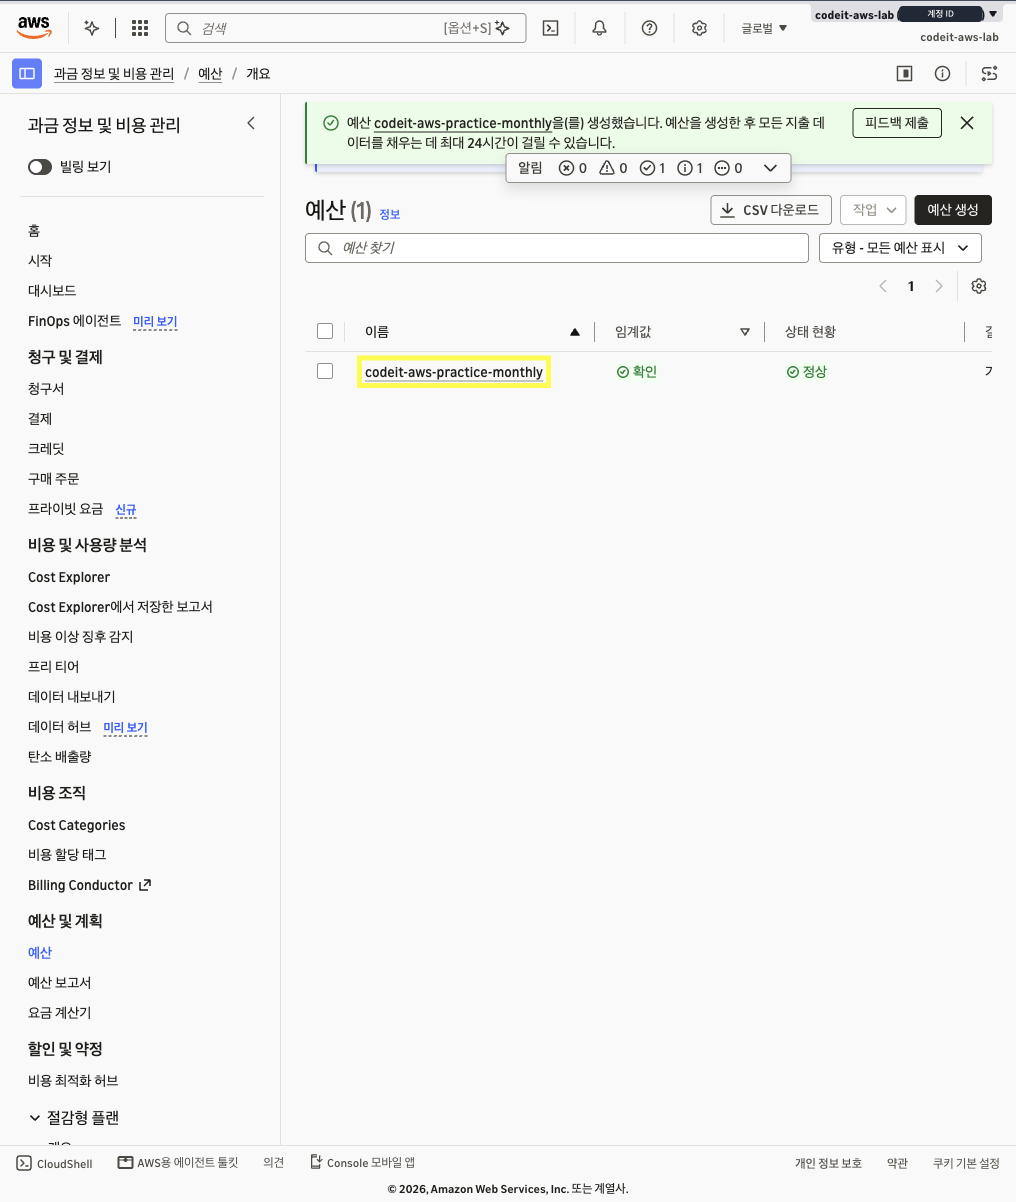 aws
검색
[옵션+S]
글로벌
codeit-aws-lab
계정 ID
codeit-aws-lab
과금 정보 및 비용 관리 / 예산 / 개요
과금 정보 및 비용 관리
빌링 보기
홈
시작
대시보드
FinOps 에이전트 미리 보기
청구 및 결제
청구서
결제
크레딧
구매 주문
프라이빗 요금 신규
비용 및 사용량 분석
Cost Explorer
Cost Explorer에서 저장한 보고서
비용 이상 징후 감지
프리 티어
데이터 내보내기
데이터 허브 미리 보기
탄소 배출량
비용 조직
Cost Categories
비용 할당 태그
Billing Conductor
예산 및 계획
예산
예산 보고서
요금 계산기
할인 및 약정
비용 최적화 허브
절감형 플랜
예산 codeit-aws-practice-monthly을(를) 생성했습니다. 예산을 생성한 후 모든 지출 데
이터를 채우는 데 최대 24시간이 걸릴 수 있습니다.
피드백 제출
알림 0 0 1 1 0
예산 (1) 정보
CSV 다운로드
작업
예산 생성
예산 찾기
유형 - 모든 예산 표시
1
이름 임계값 상태 현황
codeit-aws-practice-monthly 확인 정상
CloudShell AWS용 에이전트 툴킷 의견 Console 모바일 앱 개인 정보 보호 약관 쿠키 기본 설정
© 2026, Amazon Web Services, Inc. 또는 계열사.